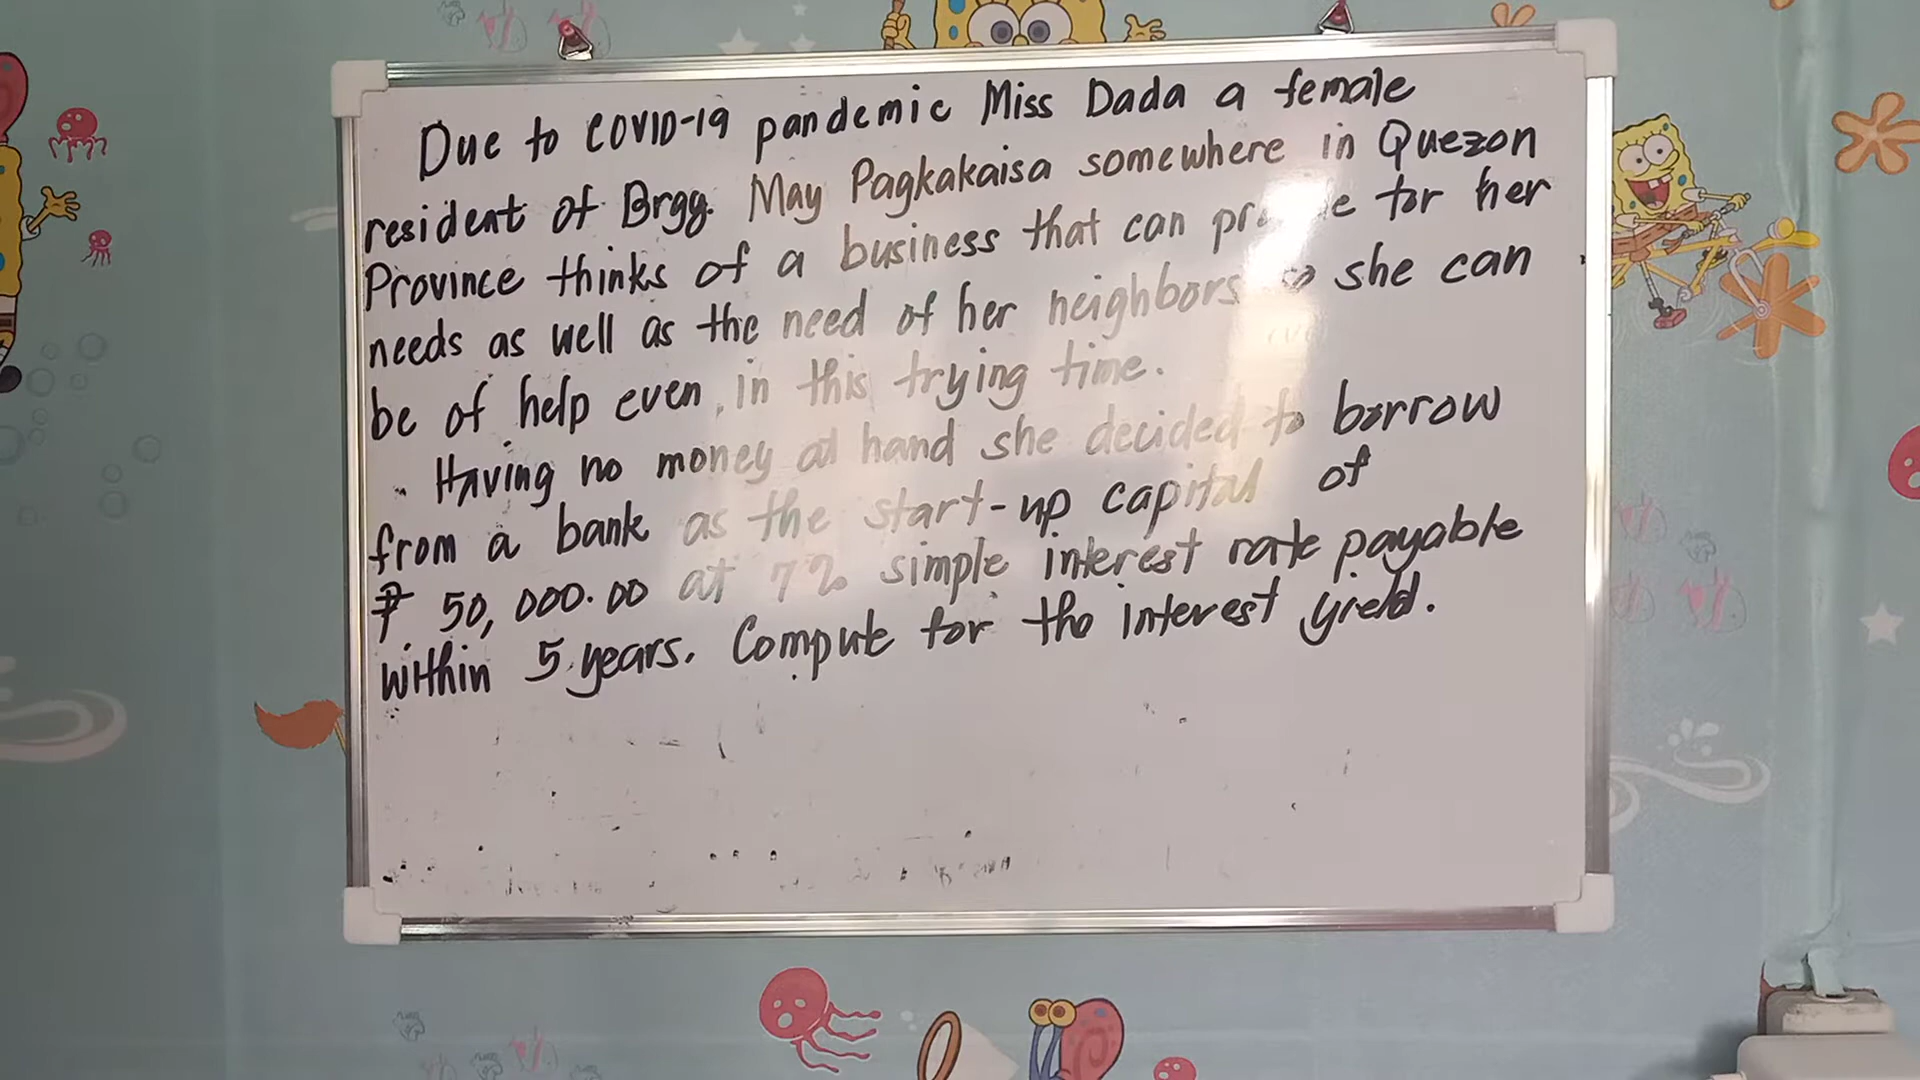 Due to COVID-19 pandemic Miss Dada a female
resident of Brgy. May Pagkakaisa somewhere in Quezon
Province thinks of a business that can for her
needs as well as the need of her neighbors she can
be of help even in this trying time.
Having no money at hand she decided to borrow
from a bank as the start-up capital of
₱ 50,000.00 at 7% simple interest rate payable
within 5 years. Compute for the interest yield.